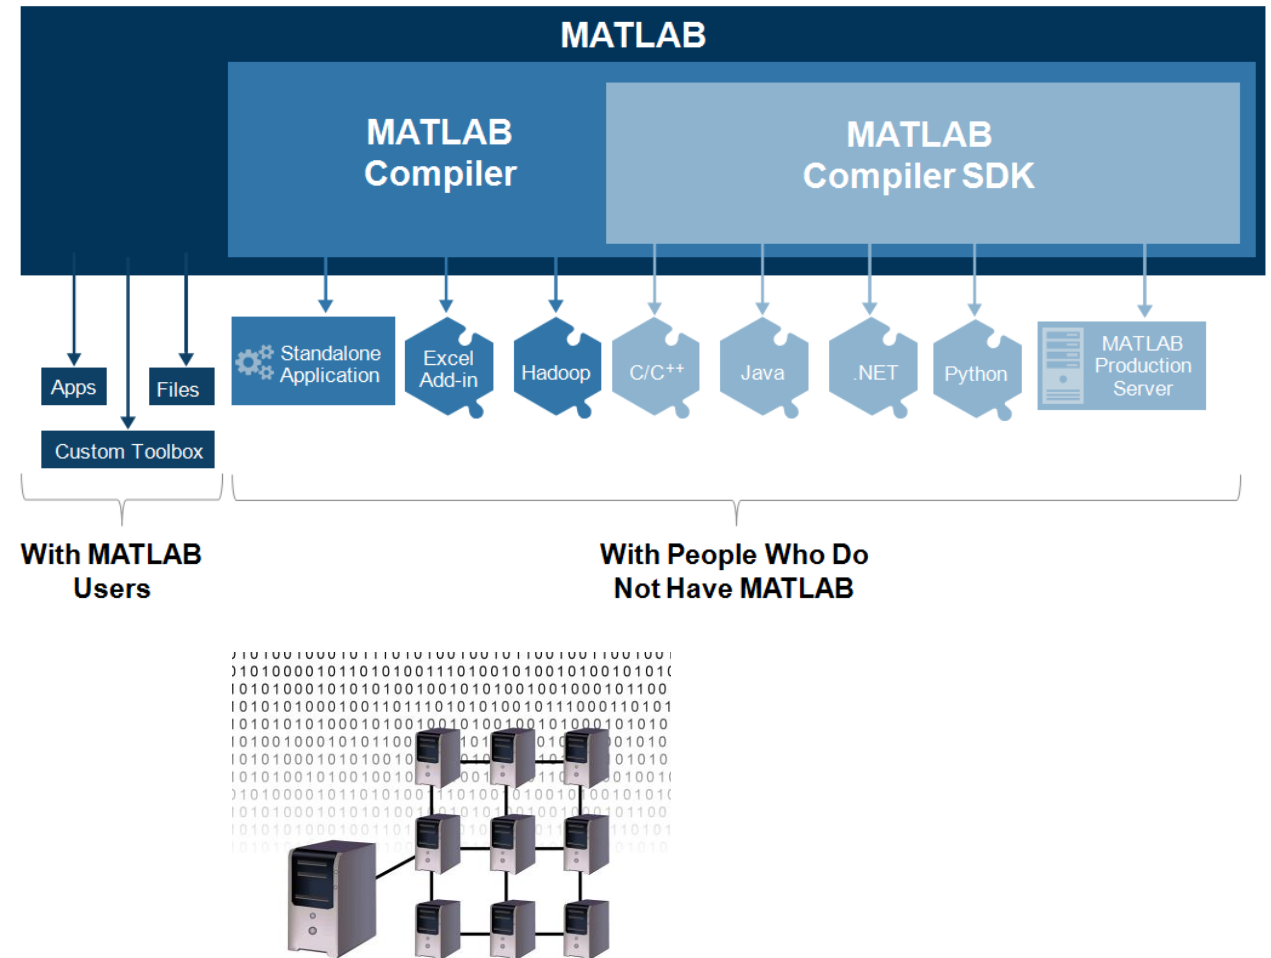 MATLAB
MATLAB
Compiler
MATLAB
Compiler SDK
Apps
Files
Custom Toolbox
Standalone
Application
Excel
Add-in
Hadoop
C/C++
Java
.NET
Python
MATLAB
Production
Server
With MATLAB
Users
With People Who Do
Not Have MATLAB